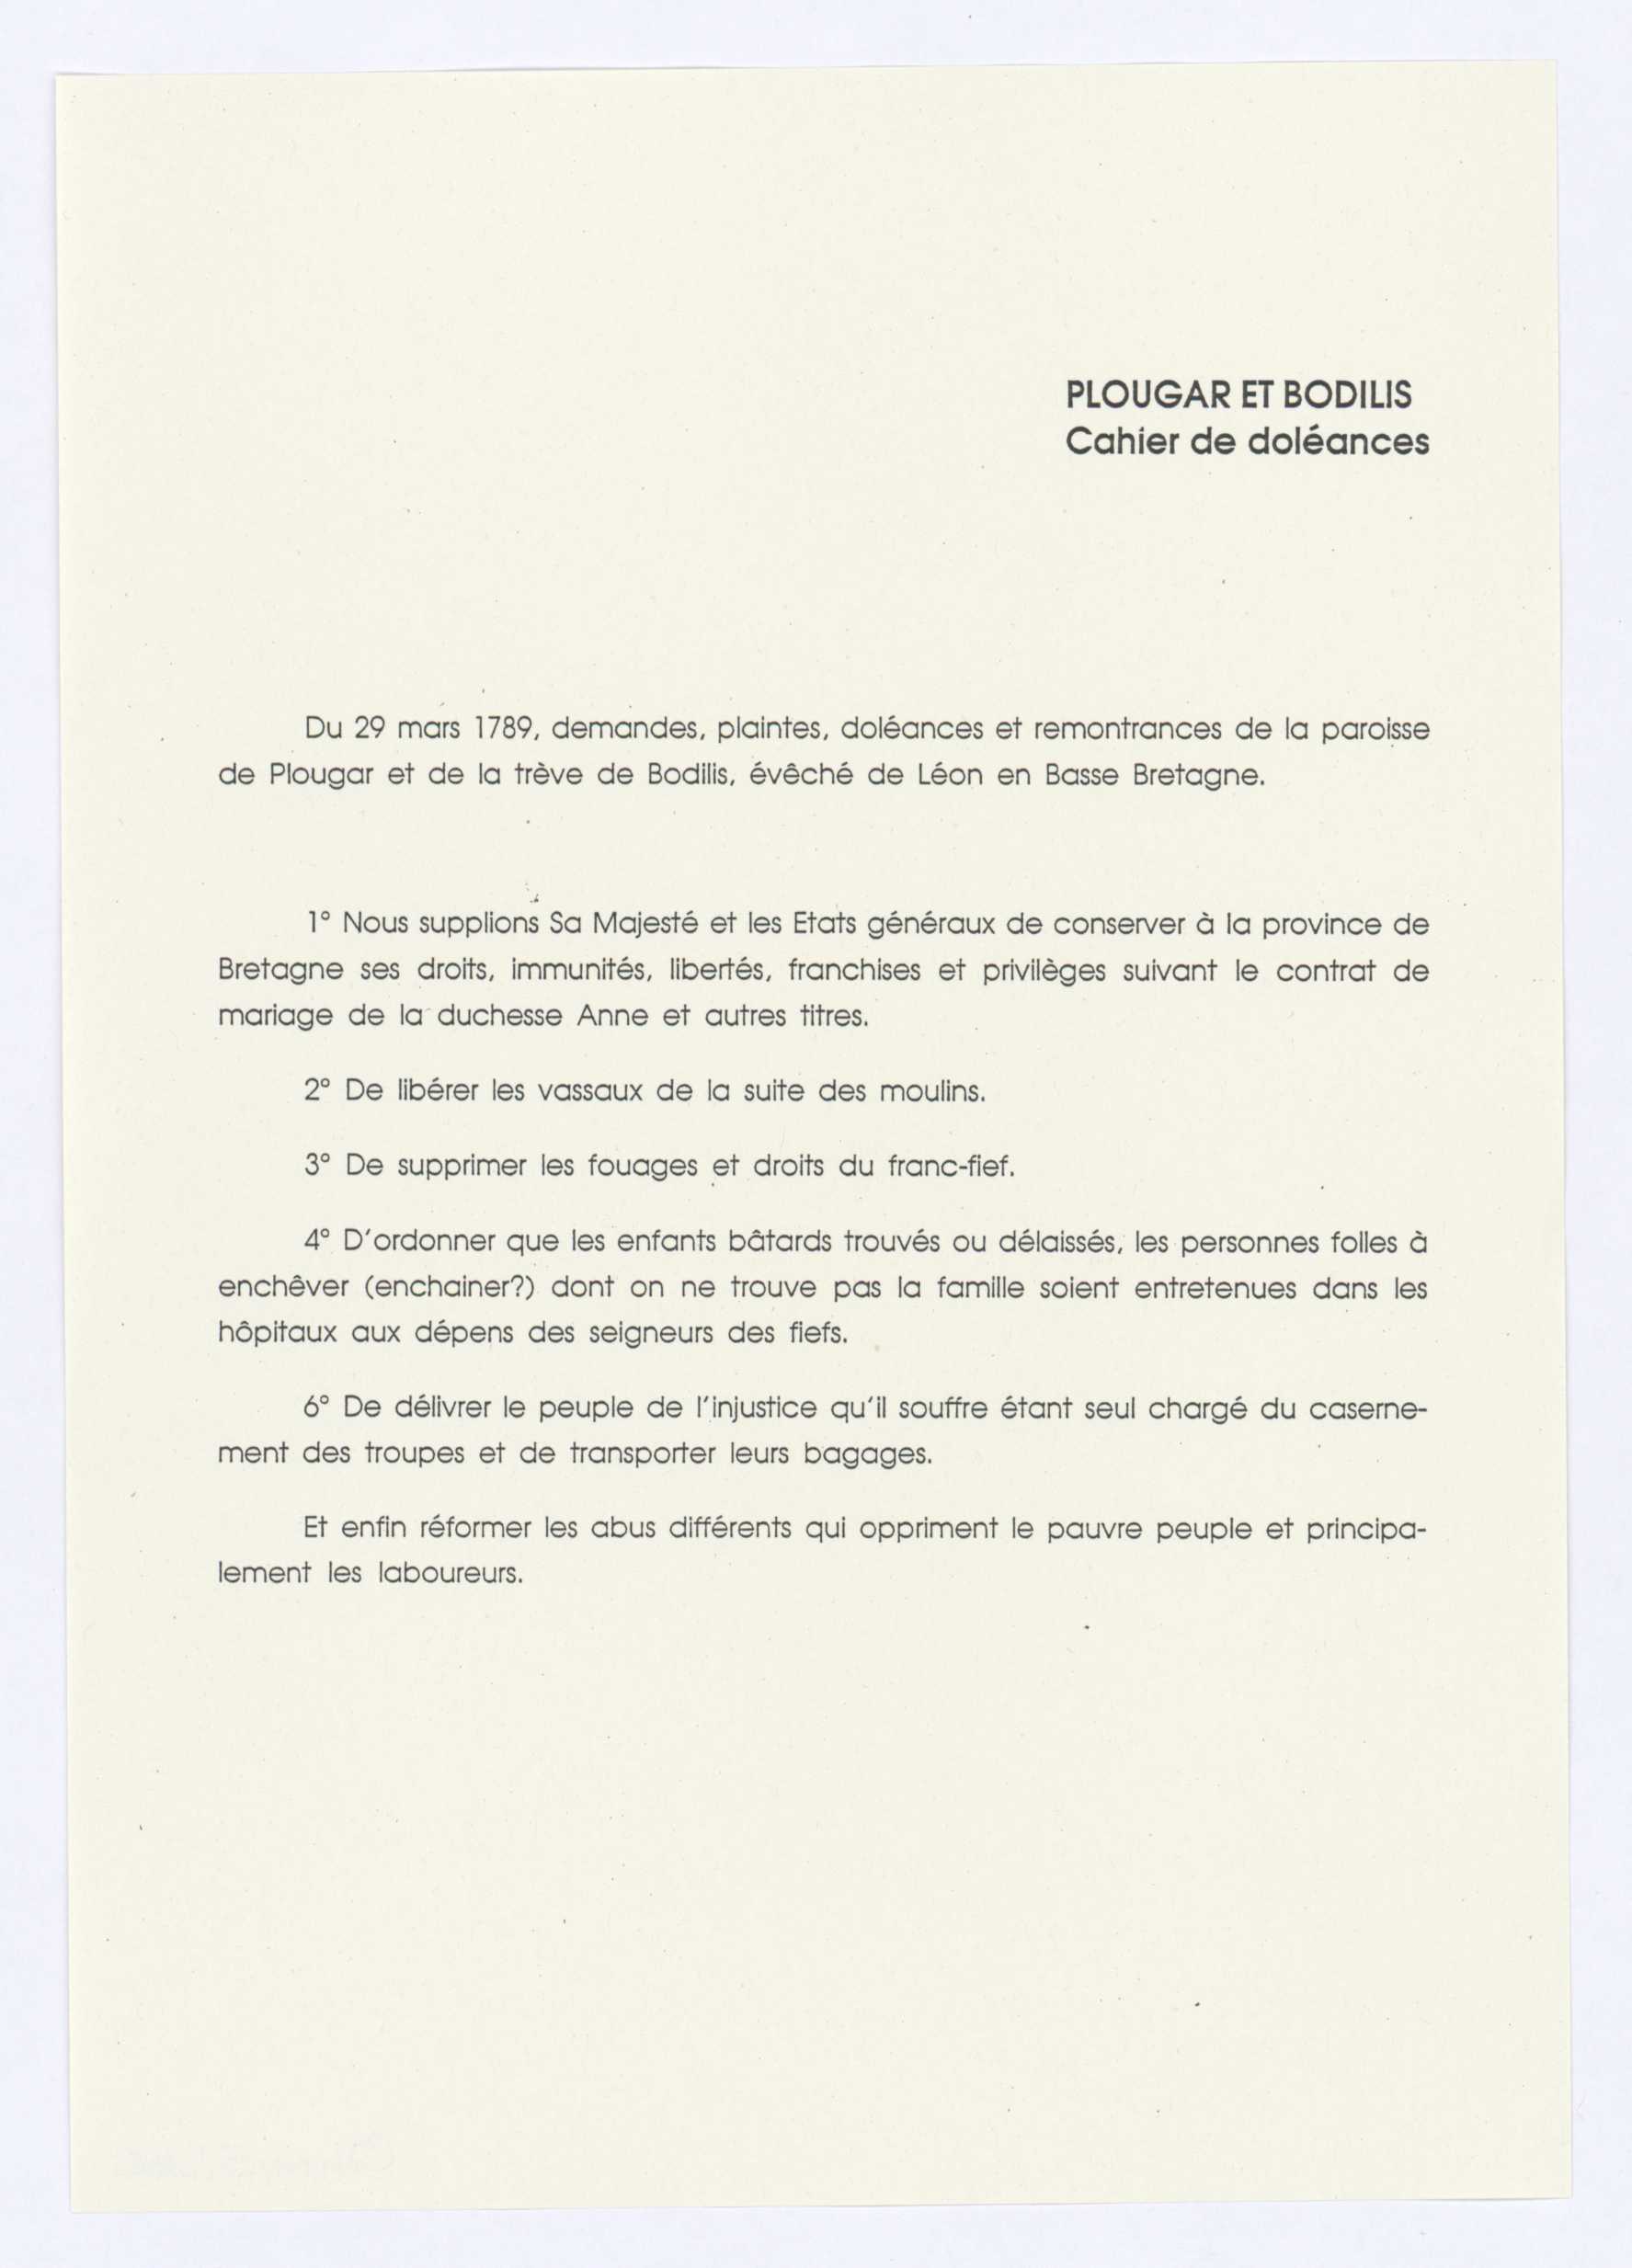 PLOUGAR ET BODILIS
Cahier de doléances
Du 29 mars 1789, demandes, plaintes, doléances et remontrances de la paroisse
de Plougar et de la trève de Bodilis, évêché de Léon en Basse Bretagne.
1° Nous supplions Sa Majesté et les Etats généraux de conserver à la province de
Bretagne ses droits, immunités, libertés, franchises et privilèges suivant le contrat de
mariage de la duchesse Anne et autres titres.
2° De libérer les vassaux de la suite des moulins.
3° De supprimer les fouages et droits du franc-fief.
4° D'ordonner que les enfants bâtards trouvés ou délaissés, les personnes folles à
enchêver (enchainer?) dont on ne trouve pas la famille soient entretenues dans les
hôpitaux aux dépens des seigneurs des fiefs.
6° De délivrer le peuple de l'injustice qu'il souffre étant seul chargé du caserne-
ment des troupes et de transporter leurs bagages.
Et enfin réformer les abus différents qui oppriment le pauvre peuple et principa-
lement les laboureurs.